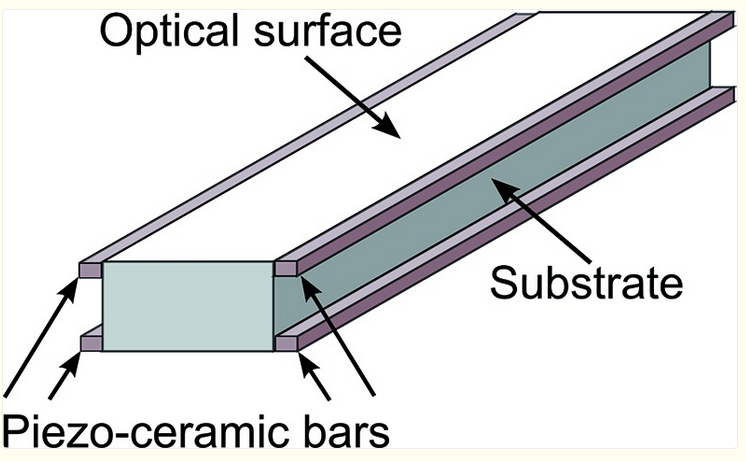 Optical surface
Substrate
Piezo-ceramic bars